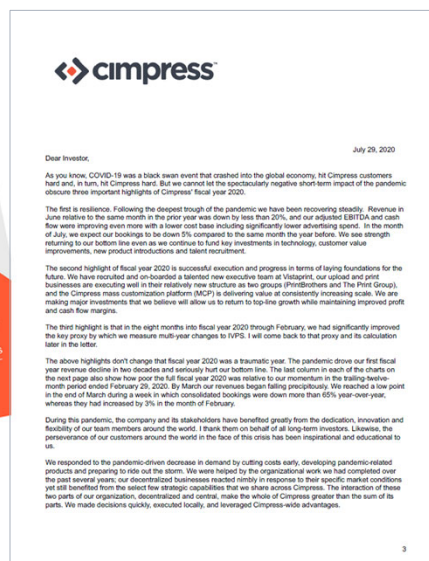 cimpress
July 29, 2020
Dear Investor,
As you know, COVID-19 was a black swan event that crashed into the global economy, hit Cimpress customers
hard and, in turn, hit Cimpress hard. But we cannot let the spectacularly negative short-term impact of the pandemic
obscure three important highlights of Cimpress' fiscal year 2020.
The first is resilience. Following the deepest trough of the pandemic we have been recovering steadily. Revenue in
June relative to the same month in the prior year was down by less than 20%, and our adjusted EBITDA and cash
flow were improving even more with a lower cost base including significantly lower advertising spend. In the month
of July, we expect our bookings to be down 5% compared to the same month the year before. We see strength
returning to our bottom line even as we continue to fund key investments in technology, customer value
improvements, new product introductions and talent recruitment.
The second highlight of fiscal year 2020 is successful execution and progress in terms of laying foundations for the
future. We have recruited and on-boarded a talented new executive team at Vistaprint, our upload and print
businesses are executing well in their relatively new structure as two groups (PrintBrothers and The Print Group),
and the Cimpress mass customization platform (MCP) is delivering value at consistently increasing scale. We are
making major investments that we believe will allow us to return to top-line growth while maintaining improved profit
and cash flow margins.
The third highlight is that in the eight months into fiscal year 2020 through February, we had significantly improved
the key proxy by which we measure multi-year changes to IVPS. I will come back to that proxy and its calculation
later in the letter.
The above highlights don't change that fiscal year 2020 was a traumatic year. The pandemic drove our first fiscal
year revenue decline in two decades and seriously hurt our bottom line. The last column in each of the charts on
the next page also show how poor the full fiscal year 2020 was relative to our momentum in the trailing-twelve-
month period ended February 29, 2020. By March our revenues began falling precipitously. We reached a low point
in the end of March during a week in which consolidated bookings were down more than 65% year-over-year,
whereas they had increased by 3% in the month of February.
During this pandemic, the company and its stakeholders have benefited greatly from the dedication, innovation and
flexibility of our team members around the world. I thank them on behalf of all long-term investors. Likewise, the
perseverance of our customers around the world in the face of this crisis has been inspirational and educational to
us.
We responded to the pandemic-driven decrease in demand by cutting costs early, developing pandemic-related
products and preparing to ride out the storm. We were helped by the organizational work we had completed over
the past several years; our decentralized businesses reacted nimbly in response to their specific market conditions
yet still benefited from the select few strategic capabilities that we share across Cimpress. The interaction of these
two parts of our organization, decentralized and central, make the whole of Cimpress greater than the sum of its
parts. We made decisions quickly, executed locally, and leveraged Cimpress-wide advantages.
3